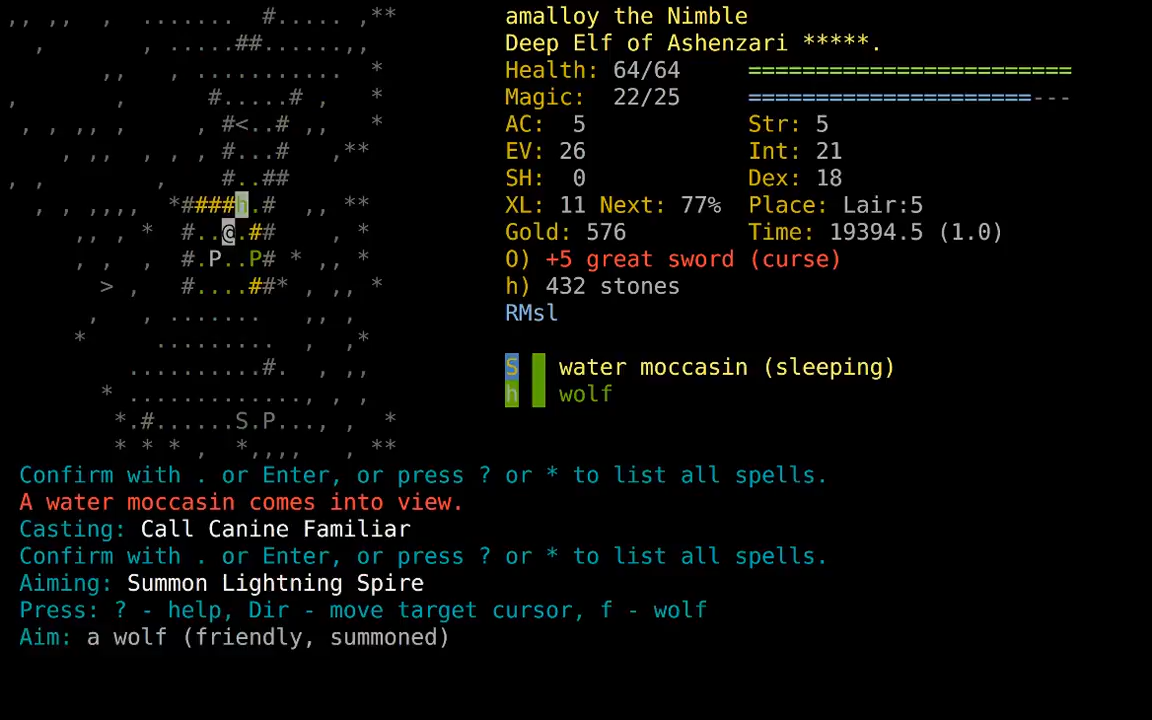 ,, ,, , #..... ,** amalloy the Nimble
, , .....##......,, Deep Elf of Ashenzari *****.
,, , ........... * Health: 64/64 ========================
, , #.....# , * Magic: 22/25 =====================---
, , ,, , , #<..# ,, * AC: 5 Str: 5
, ,, , , , #...# ,** EV: 26 Int: 21
, , , #..## SH: 0 Dex: 18
, , ,,,, *####h.# ,, ** XL: 11 Next: 77% Place: Lair:5
,, , * #..@.## , * Gold: 576 Time: 19394.5 (1.0)
, , , #.P..P# * ,, * O) +5 great sword (curse)
> , #....##* , ,, * h) 432 stones
, , ....... ,, , RMsl
* ......... , ,*
..........#. , ,, S water moccasin (sleeping)
* ............., , , h wolf
*.#......S.P..., , *
* * * , *,,,, , **
Confirm with . or Enter, or press ? or * to list all spells.
A water moccasin comes into view.
Casting: Call Canine Familiar
Confirm with . or Enter, or press ? or * to list all spells.
Aiming: Summon Lightning Spire
Press: ? - help, Dir - move target cursor, f - wolf
Aim: a wolf (friendly, summoned)